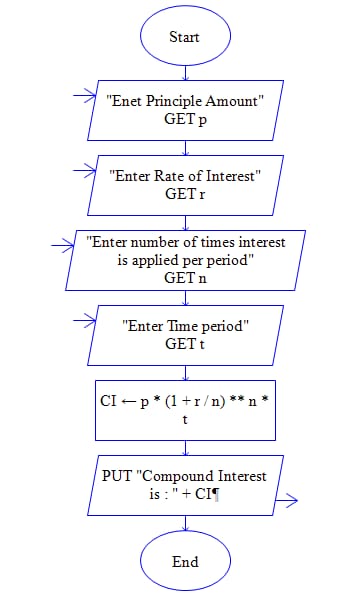 Start
"Enet Principle Amount"
GET p
"Enter Rate of Interest"
GET r
"Enter number of times interest
is applied per period"
GET n
"Enter Time period"
GET t
CI ← p * (1 + r / n) ** n *
t
PUT "Compound Interest
is : " + CI¶
End